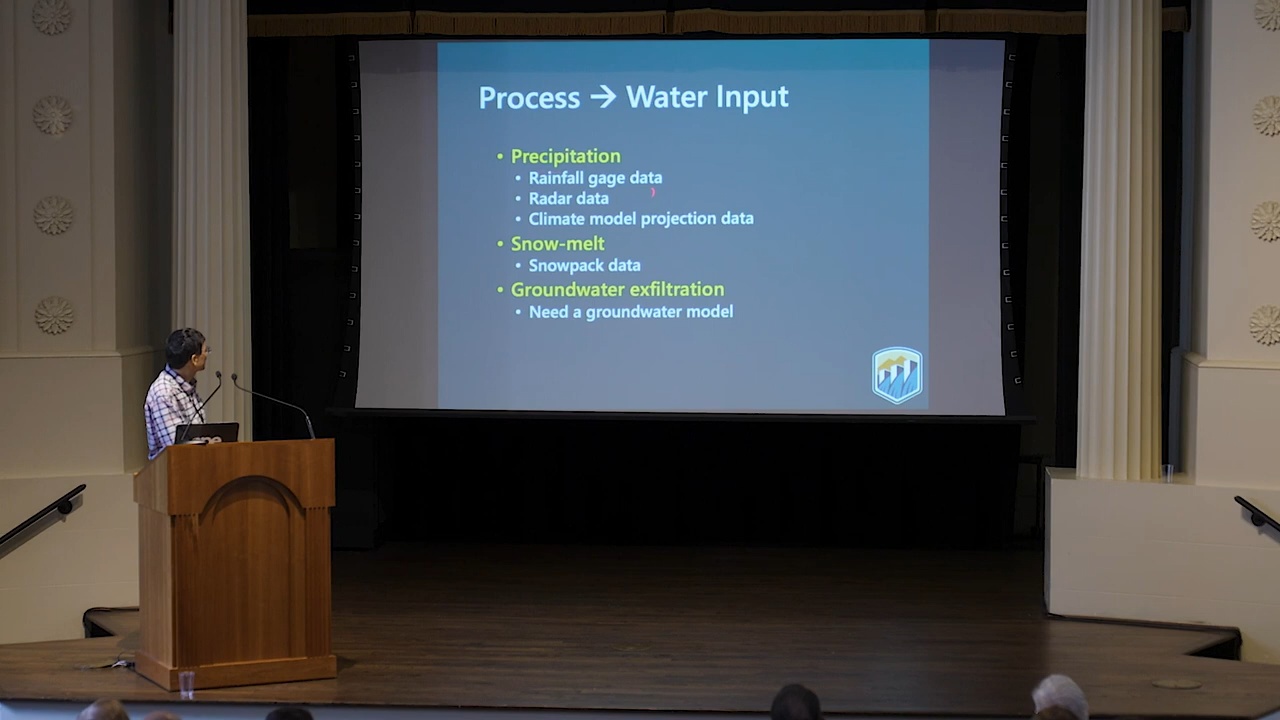 Process → Water Input
• Precipitation
• Rainfall gage data
• Radar data
• Climate model projection data
• Snow-melt
• Snowpack data
• Groundwater exfiltration
• Need a groundwater model